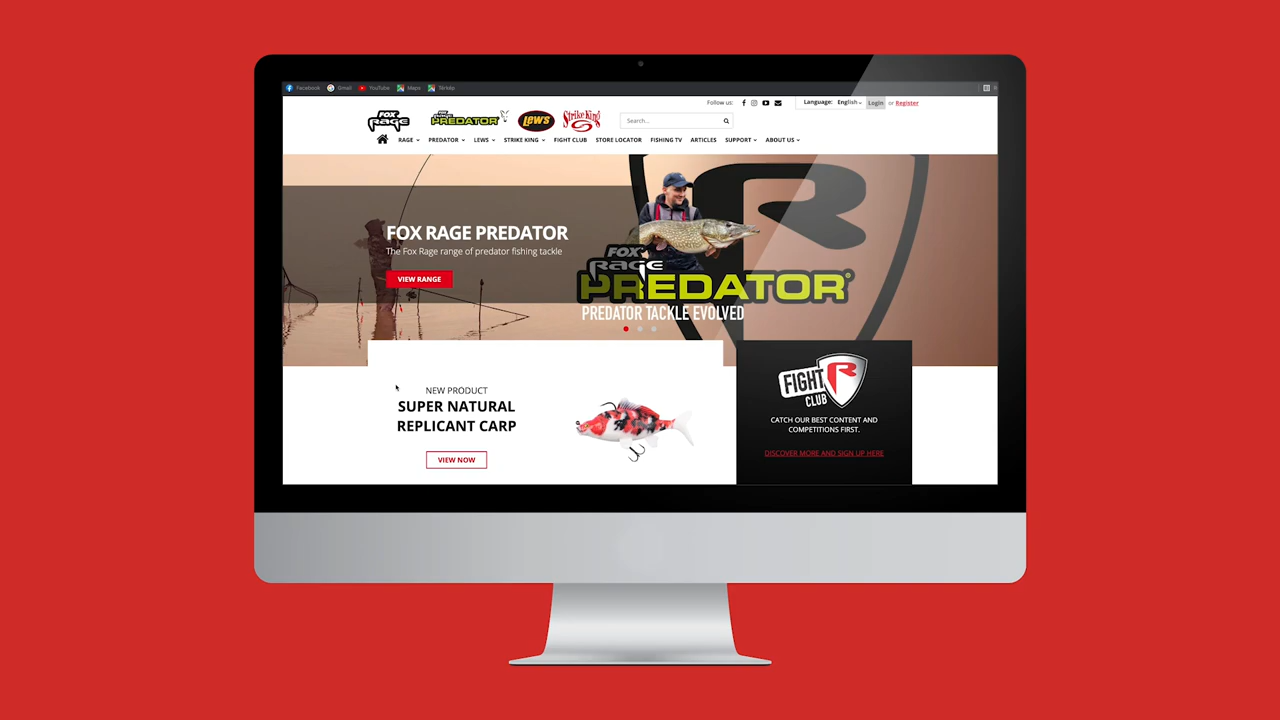 Facebook Gmail YouTube Maps Térkép
Follow us:
Language: English
Login or Register
FOX RAGE
FOX RAGE PREDATOR
LEW'S
Strike King
Search...
RAGE PREDATOR LEWS STRIKE KING FIGHT CLUB STORE LOCATOR FISHING TV ARTICLES SUPPORT ABOUT US
FOX RAGE PREDATOR
The Fox Rage range of predator fishing tackle
VIEW RANGE
FOX
RAGE
PREDATOR
PREDATOR TACKLE EVOLVED
NEW PRODUCT
SUPER NATURAL
REPLICANT CARP
VIEW NOW
FIGHT
CLUB
CATCH OUR BEST CONTENT AND
COMPETITIONS FIRST.
DISCOVER MORE AND SIGN UP HERE